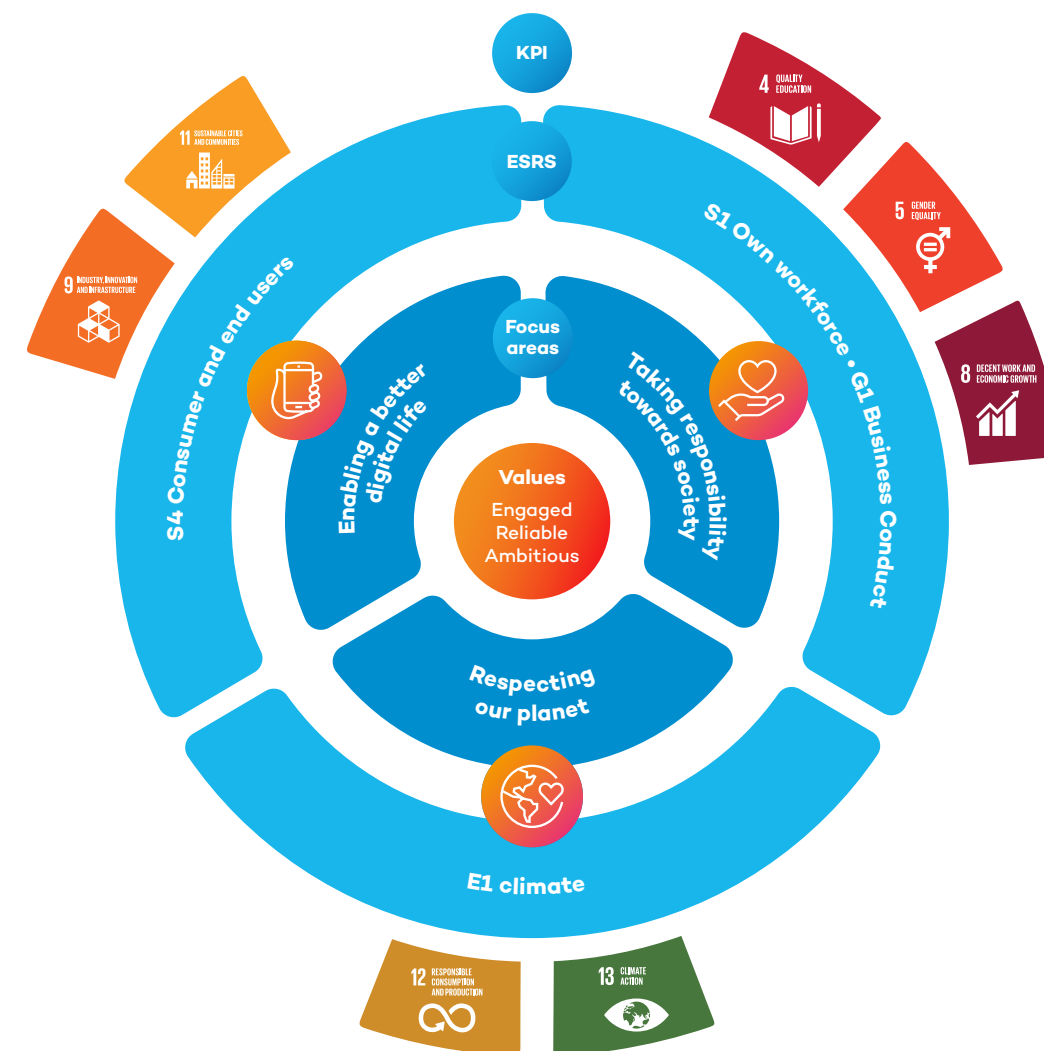 KPI
ESRS
Focus
areas
Values
Engaged
Reliable
Ambitious
Enabling a better
digital life
Taking responsibility
towards society
Respecting
our planet
S4 Consumer and end users
S1 Own workforce • G1 Business Conduct
E1 climate
11 SUSTAINABLE CITIES
AND COMMUNITIES
9 INDUSTRY, INNOVATION
AND INFRASTRUCTURE
4 QUALITY
EDUCATION
5 GENDER
EQUALITY
8 DECENT WORK AND
ECONOMIC GROWTH
12 RESPONSIBLE
CONSUMPTION
AND PRODUCTION
13 CLIMATE
ACTION